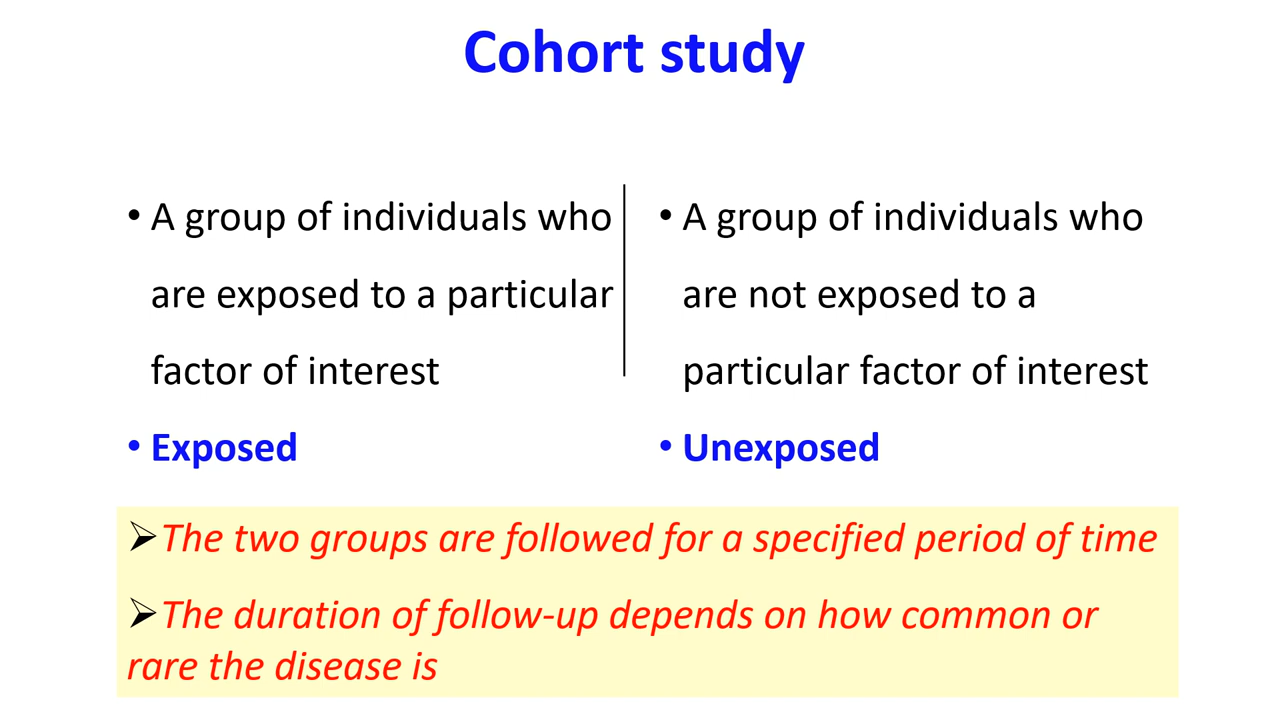 Cohort study
• A group of individuals who
are exposed to a particular
factor of interest
• Exposed
• A group of individuals who
are not exposed to a
particular factor of interest
• Unexposed
➢The two groups are followed for a specified period of time
➢The duration of follow-up depends on how common or
rare the disease is